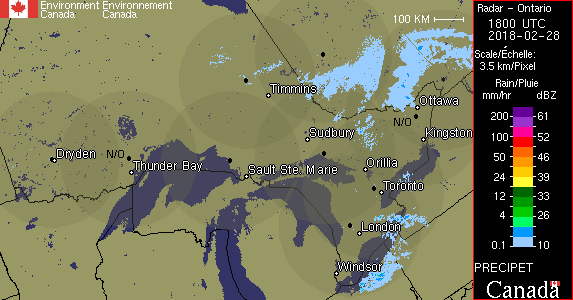 Environment Environnement
Canada Canada
100 KM
Radar - Ontario
1800 UTC
2018-02-28
Scale/Échelle:
3.5 km/Pixel
Rain/Pluie
mm/hr dBZ
200 61
100 52
50 46
24 39
12 33
4 26
0.1 10
PRECIPET
Canada
Timmins
Ottawa
N/O
Sudbury
Kingston
Dryden
N/O
Thunder Bay
Sault Ste. Marie
Orillia
Toronto
London
Windsor